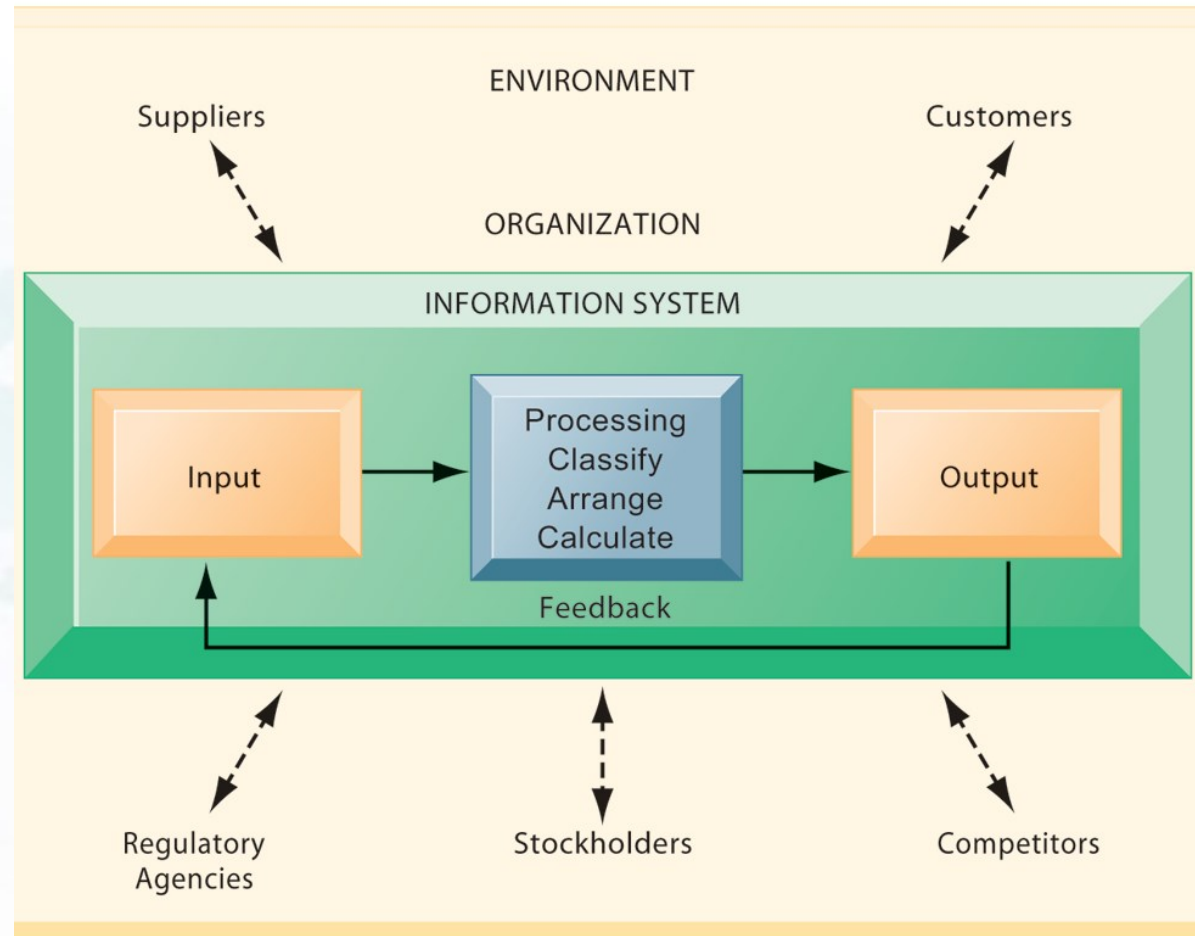 ENVIRONMENT
Suppliers
Customers
ORGANIZATION
INFORMATION SYSTEM
Input
Processing
Classify
Arrange
Calculate
Output
Feedback
Regulatory
Agencies
Stockholders
Competitors